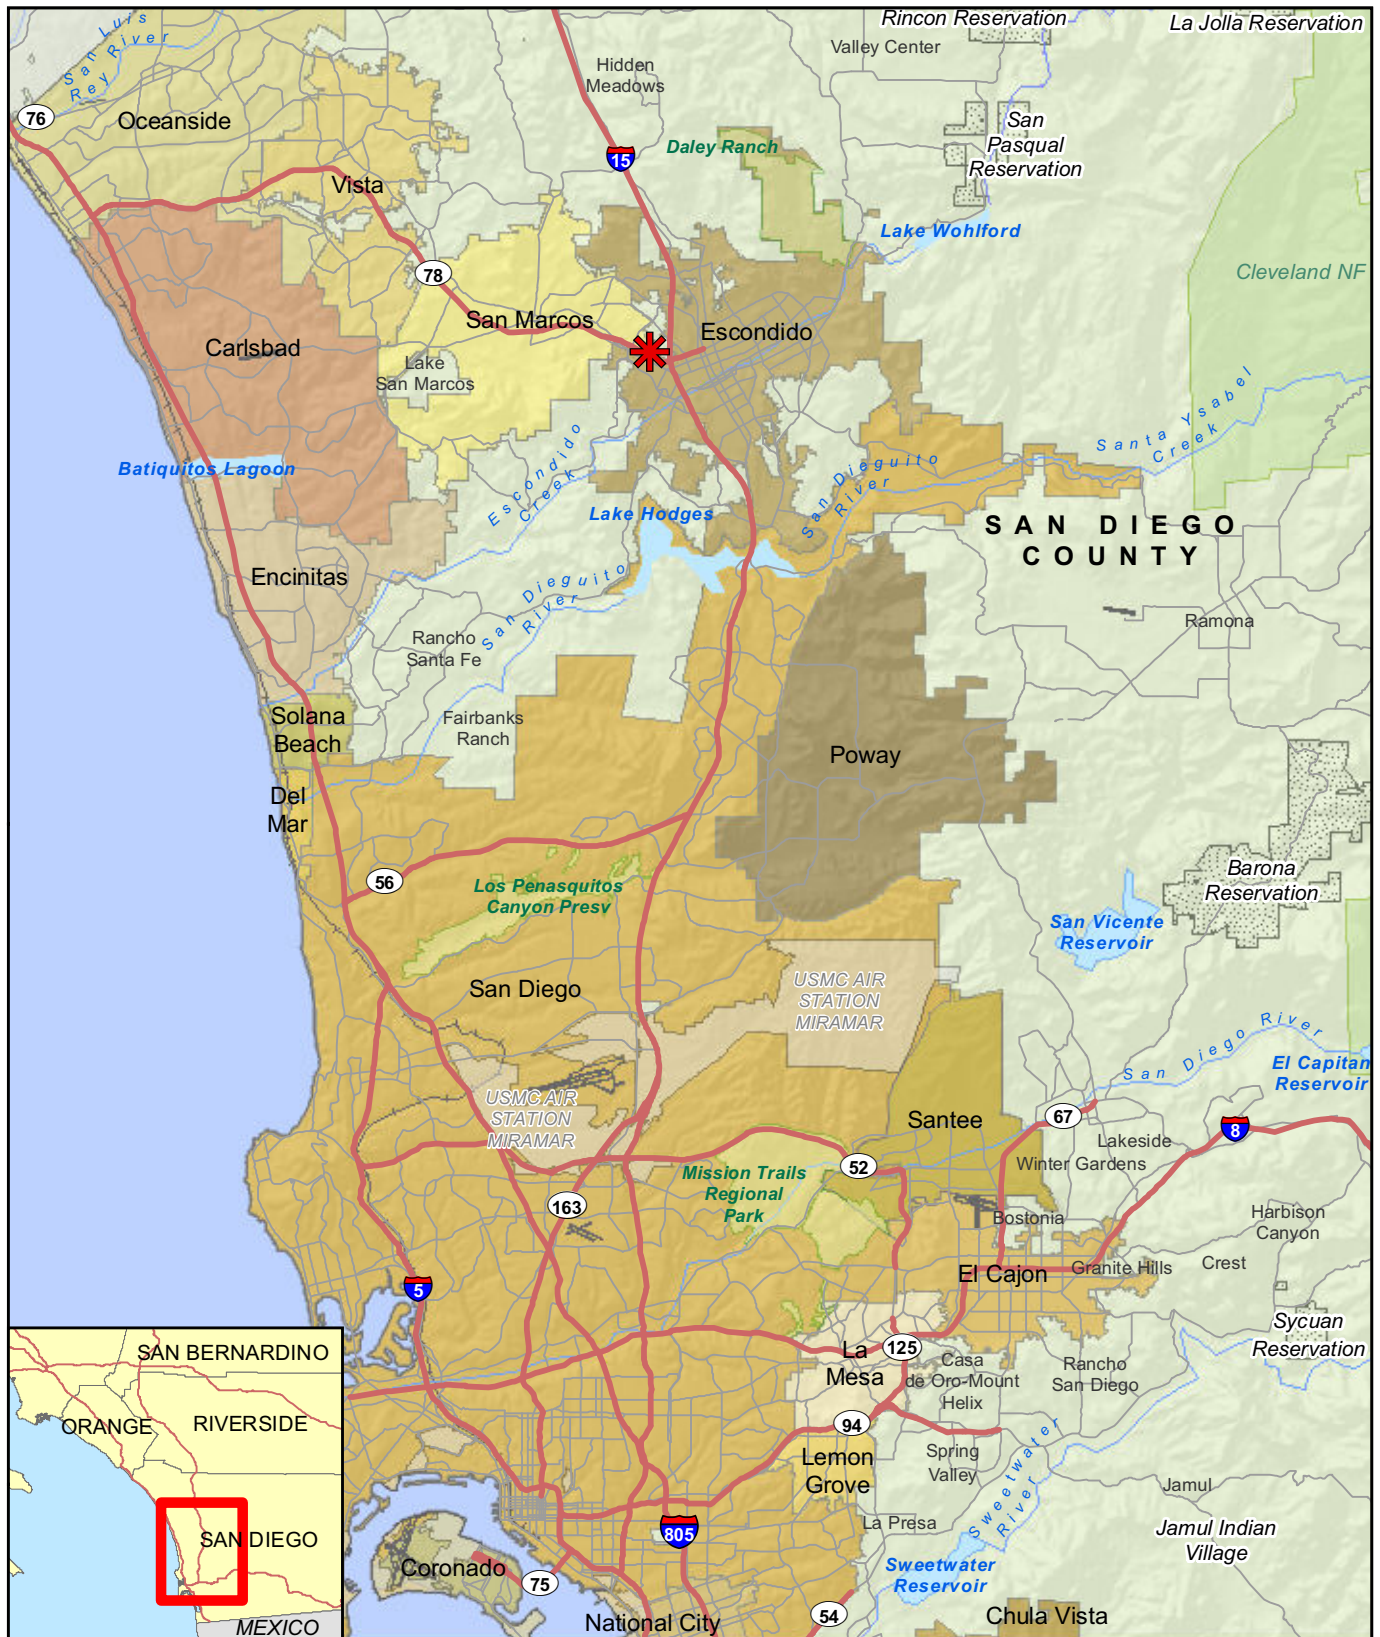 Rincon Reservation
La Jolla Reservation
San Luis
Rey River
Valley Center
Hidden
Meadows
76
Oceanside
San
Pasqual
Reservation
Daley Ranch
15
Vista
Lake Wohlford
Cleveland NF
78
San Marcos
Escondido
Carlsbad
Lake
San Marcos
Santa Ysabel
Creek
Batiquitos Lagoon
Escondido
Creek
San Dieguito
River
Lake Hodges
SAN DIEGO
COUNTY
Encinitas
San Dieguito
River
Ramona
Rancho
Santa Fe
Solana
Beach
Fairbanks
Ranch
Poway
Del
Mar
56
Los Penasquitos
Canyon Presv
Barona
Reservation
San Vicente
Reservoir
San Diego
USMC AIR
STATION
MIRAMAR
San Diego River
El Capitan
Reservoir
USMC AIR
STATION
MIRAMAR
Santee
67
8
Lakeside
Winter Gardens
52
Mission Trails
Regional
Park
163
Bostonia
Harbison
Canyon
El Cajon
Granite Hills
Crest
5
Sycuan
Reservation
125
La
Mesa
Casa
de Oro-Mount
Helix
Rancho
San Diego
94
Lemon
Grove
Spring
Valley
Sweetwater
River
Jamul
La Presa
Jamul Indian
Village
805
Coronado
75
Sweetwater
Reservoir
National City
54
Chula Vista
SAN BERNARDINO
ORANGE
RIVERSIDE
SAN DIEGO
MEXICO